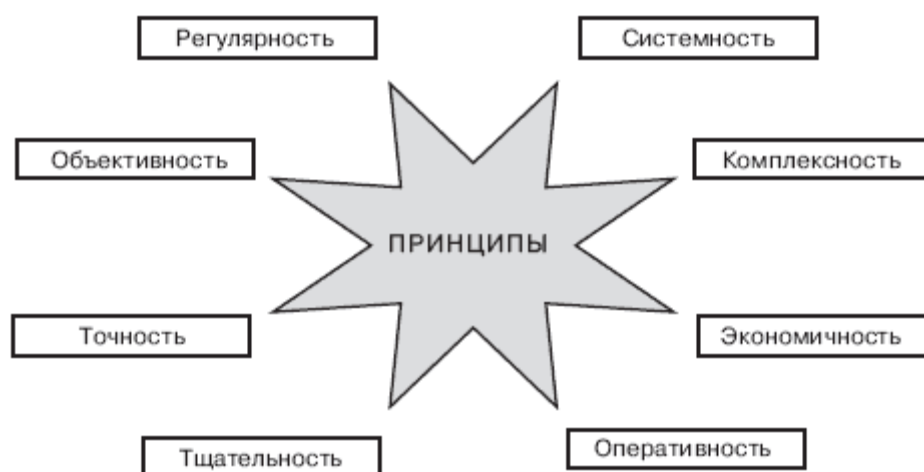 Регулярность
Системность
Объективность
Комплексность
ПРИНЦИПЫ
Точность
Экономичность
Тщательность
Оперативность